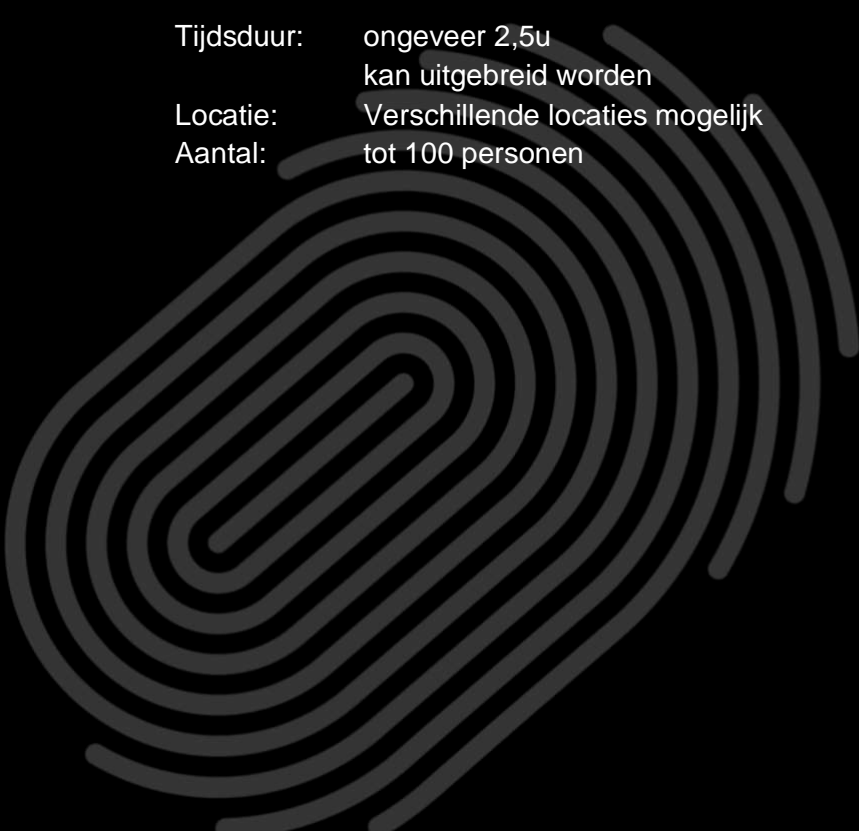 Tijdsduur: ongeveer 2,5u
kan uitgebreid worden
Locatie: Verschillende locaties mogelijk
Aantal: tot 100 personen